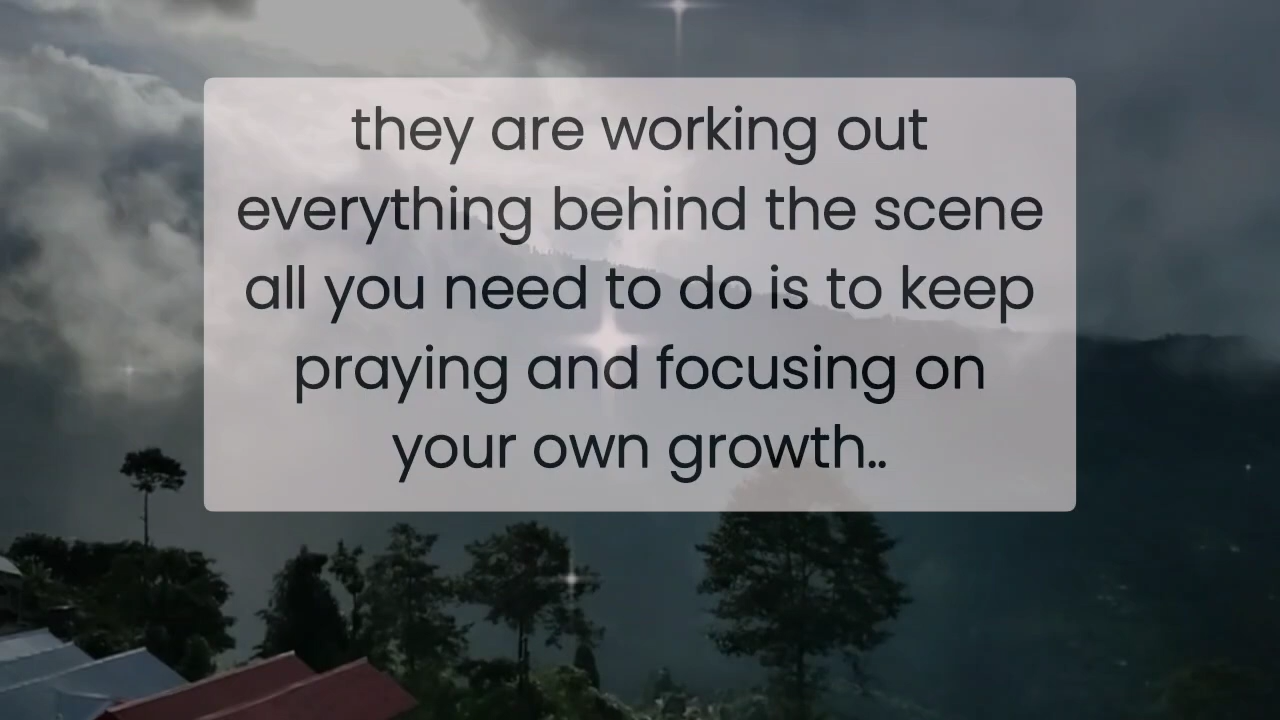 they are working out
everything behind the scene
all you need to do is to keep
praying and focusing on
your own growth..